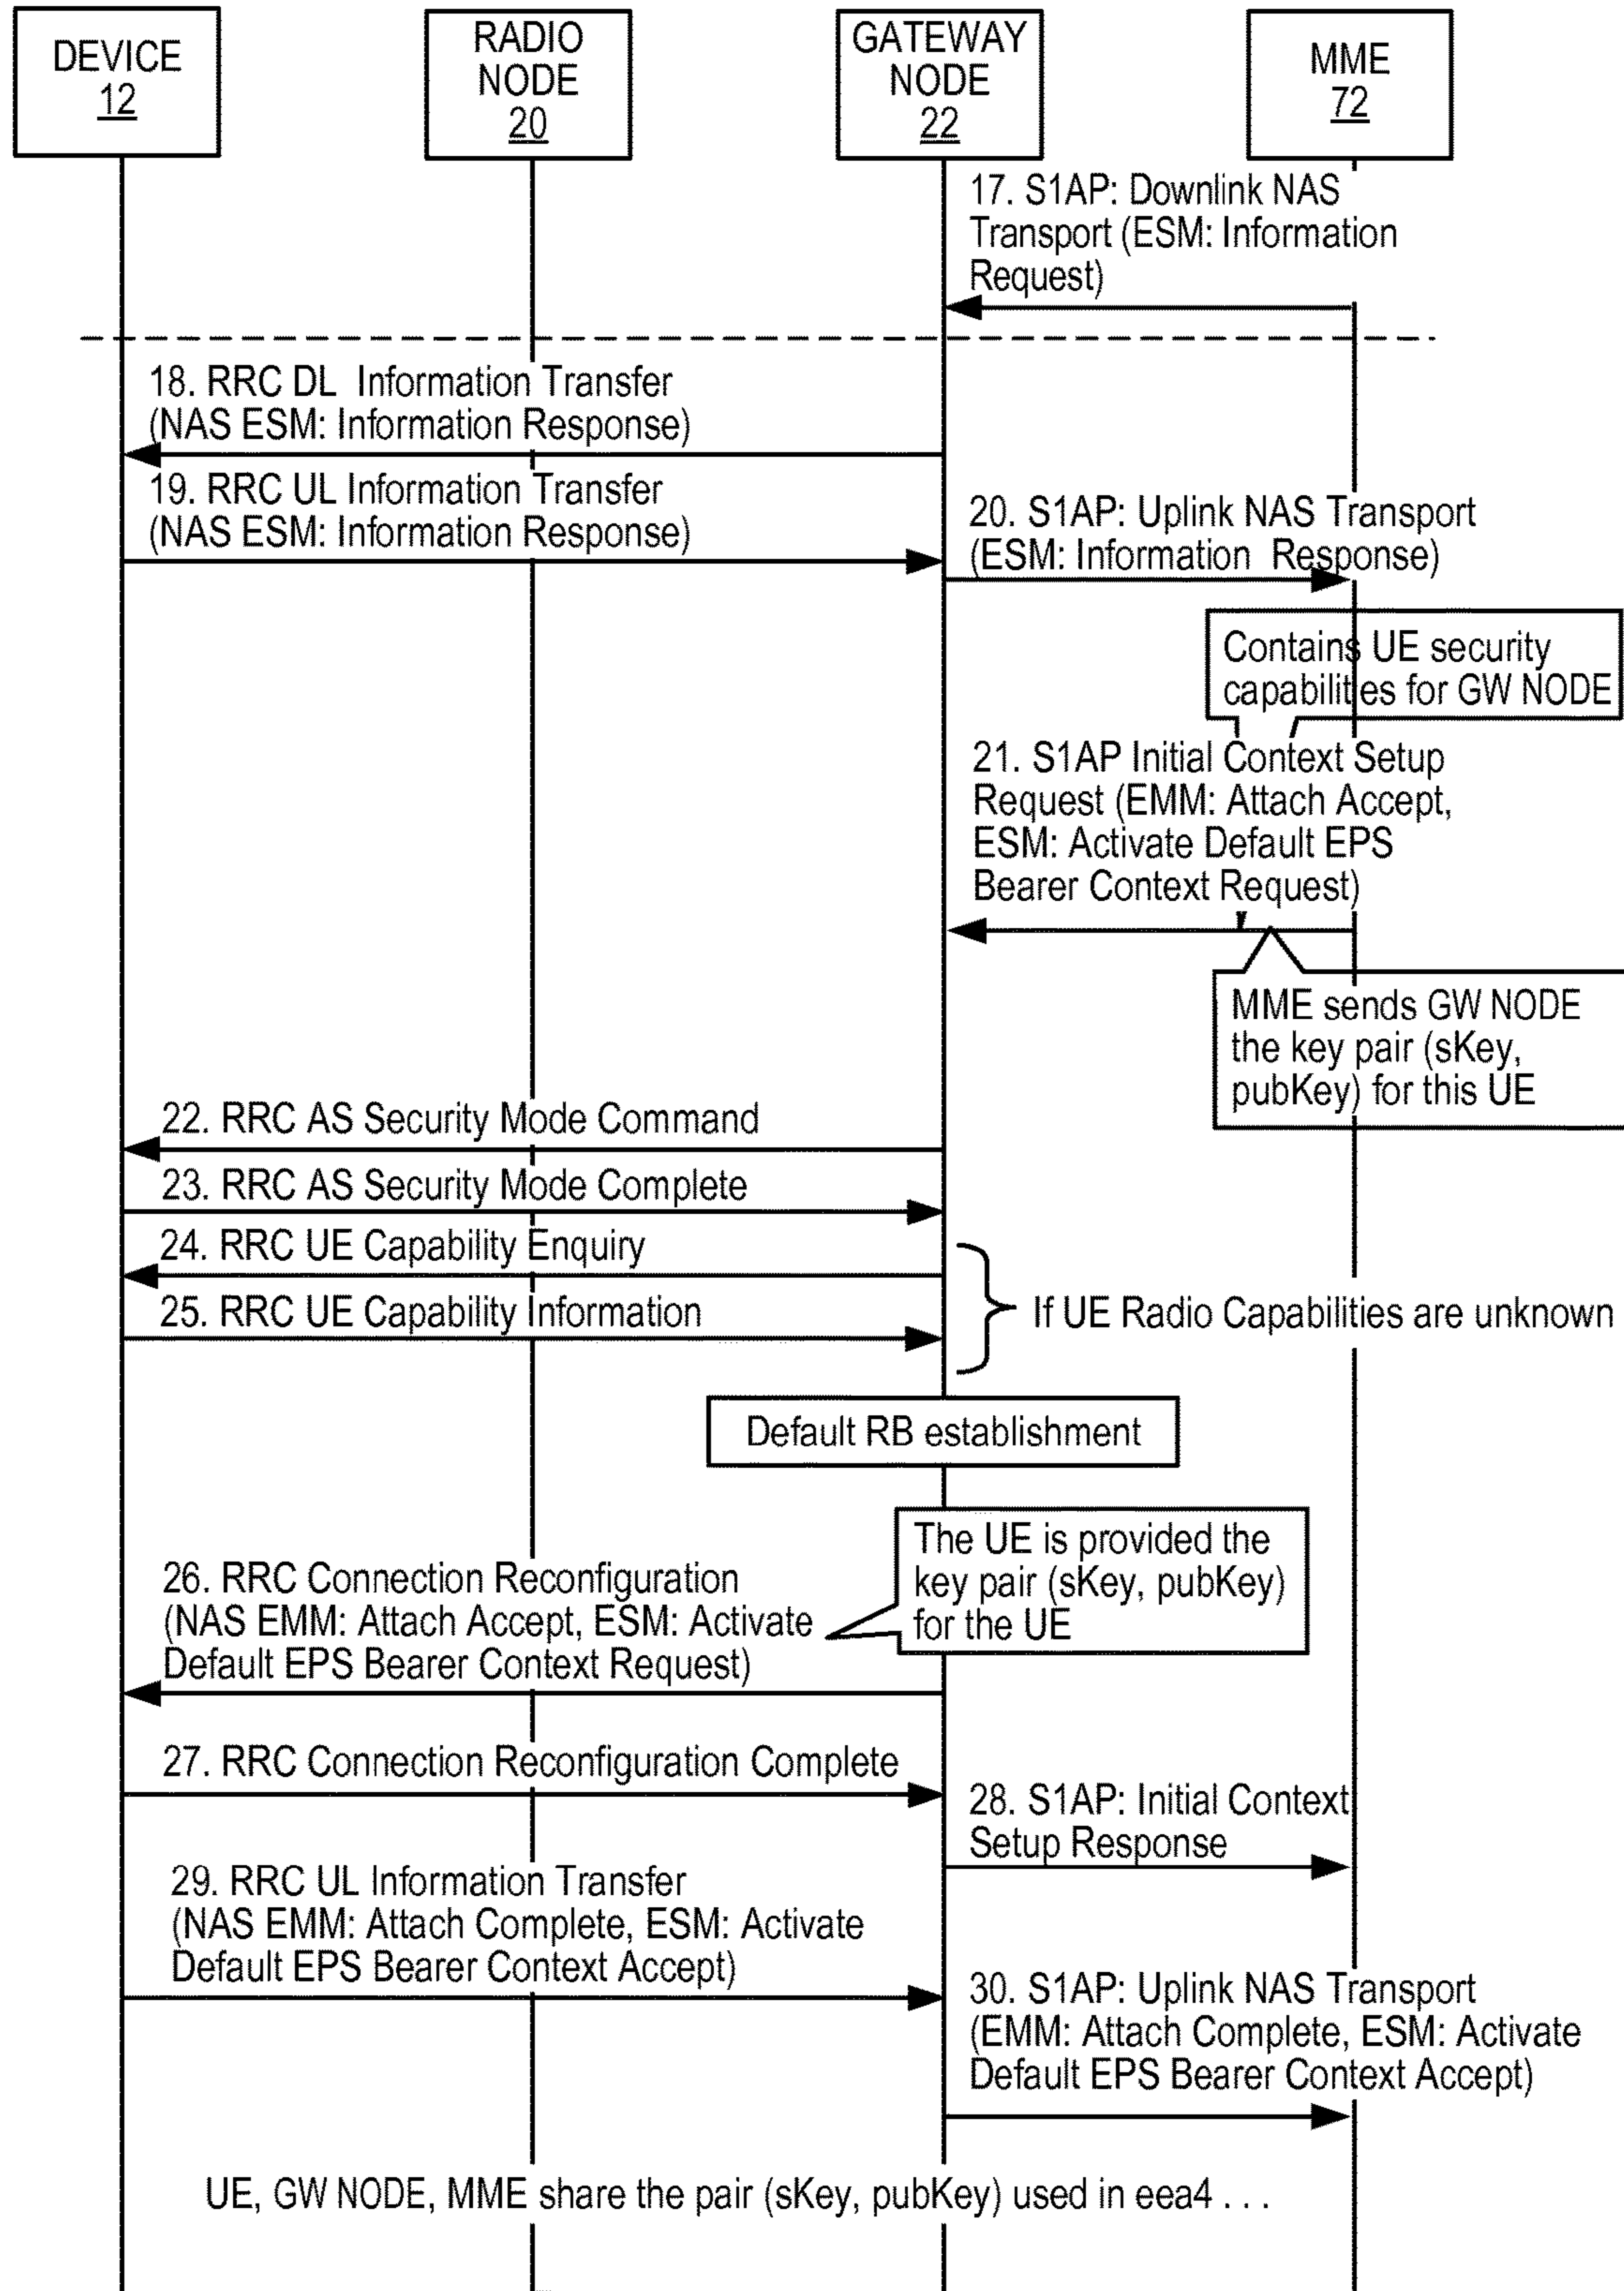 DEVICE
12
RADIO
NODE
20
GATEWAY
NODE
22
MME
72
17. S1AP: Downlink NAS
Transport (ESM: Information
Request)
18. RRC DL Information Transfer
(NAS ESM: Information Response)
19. RRC UL Information Transfer
(NAS ESM: Information Response)
20. S1AP: Uplink NAS Transport
(ESM: Information Response)
Contains UE security
capabilities for GW NODE
21. S1AP Initial Context Setup
Request (EMM: Attach Accept,
ESM: Activate Default EPS
Bearer Context Request)
MME sends GW NODE
the key pair (sKey,
pubKey) for this UE
22. RRC AS Security Mode Command
23. RRC AS Security Mode Complete
24. RRC UE Capability Enquiry
25. RRC UE Capability Information
If UE Radio Capabilities are unknown
Default RB establishment
The UE is provided the
key pair (sKey, pubKey)
for the UE
26. RRC Connection Reconfiguration
(NAS EMM: Attach Accept, ESM: Activate
Default EPS Bearer Context Request)
27. RRC Connection Reconfiguration Complete
28. S1AP: Initial Context
Setup Response
29. RRC UL Information Transfer
(NAS EMM: Attach Complete, ESM: Activate
Default EPS Bearer Context Accept)
30. S1AP: Uplink NAS Transport
(EMM: Attach Complete, ESM: Activate
Default EPS Bearer Context Accept)
UE, GW NODE, MME share the pair (sKey, pubKey) used in eea4 . . .